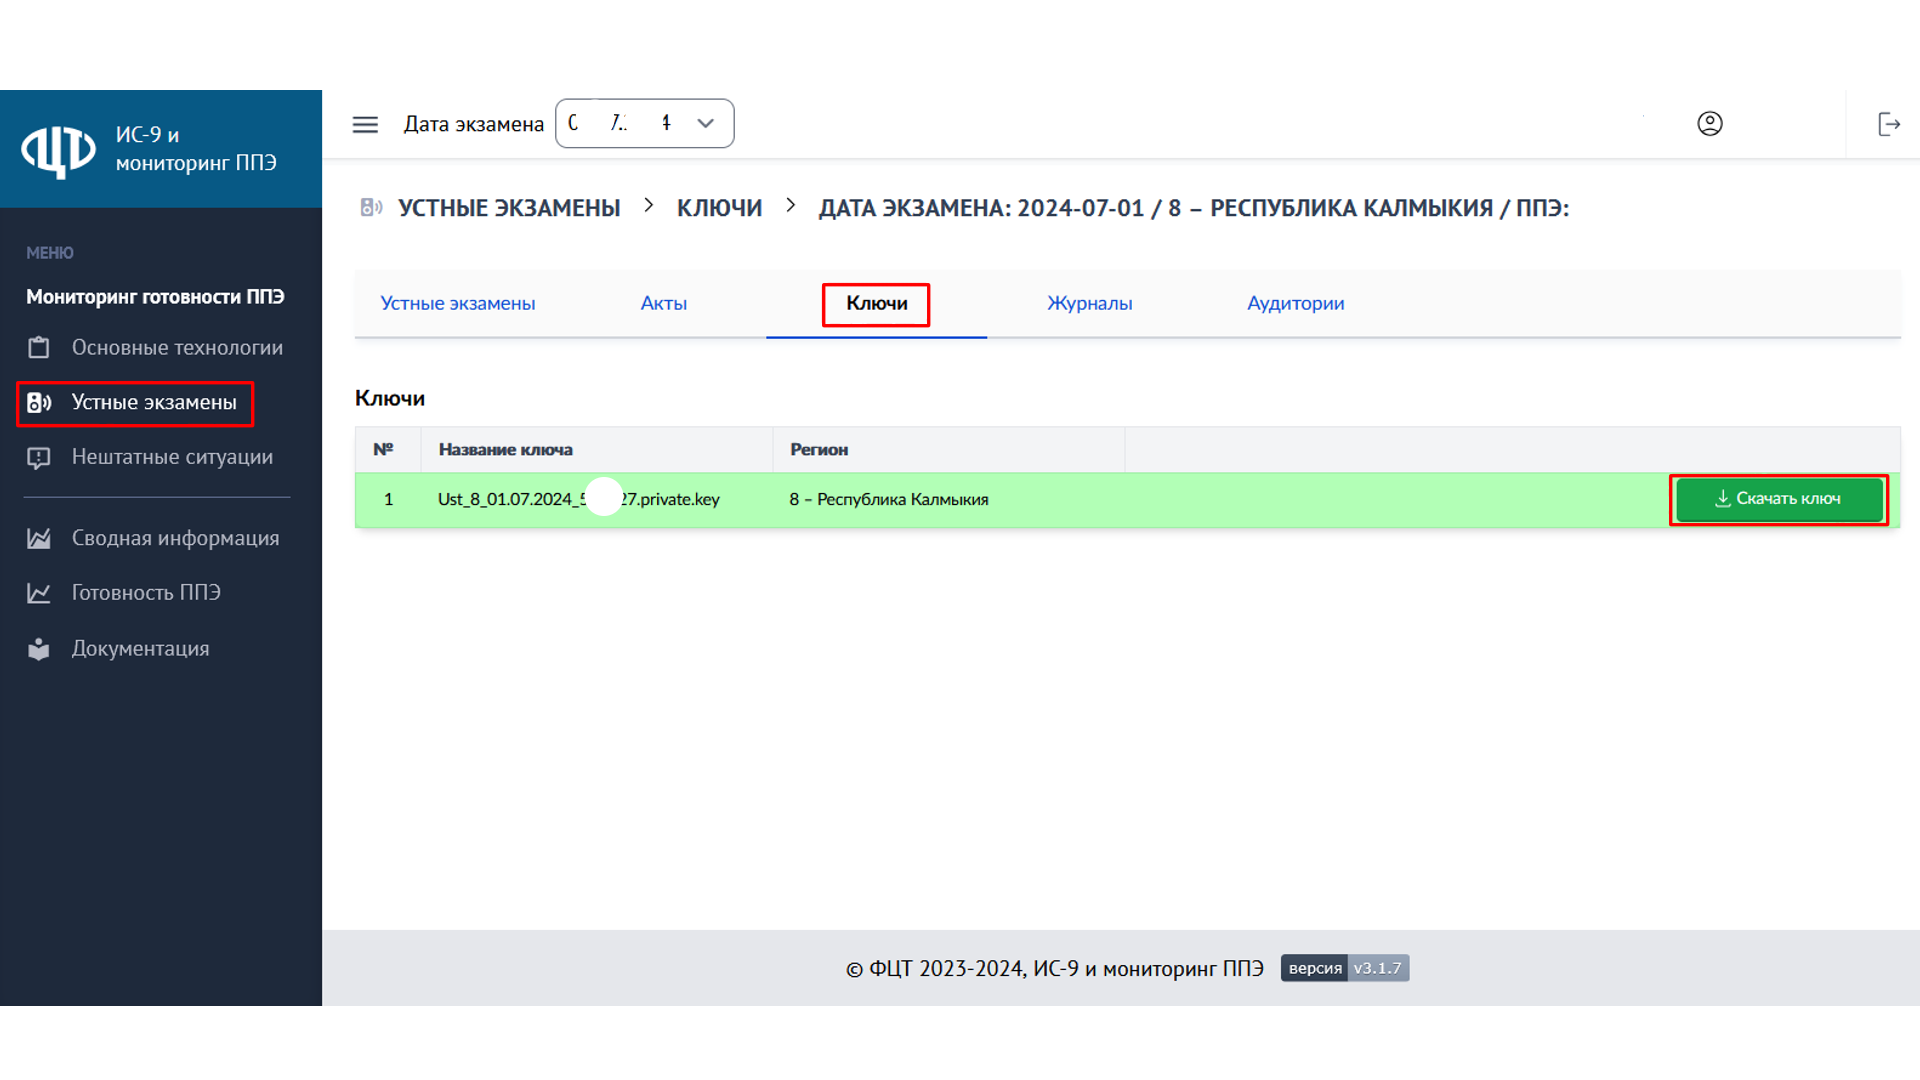 ФЦТ
ИС-9 и
мониторинг ППЭ
Дата экзамена
МЕНЮ
Мониторинг готовности ППЭ
Основные технологии
Устные экзамены
Нештатные ситуации
Сводная информация
Готовность ППЭ
Документация
УСТНЫЕ ЭКЗАМЕНЫ > КЛЮЧИ > ДАТА ЭКЗАМЕНА: 2024-07-01 / 8 – РЕСПУБЛИКА КАЛМЫКИЯ / ППЭ:
Устные экзамены Акты Ключи Журналы Аудитории
Ключи
№ Название ключа Регион
1 Ust_8_01.07.2024_5 27.private.key 8 – Республика Калмыкия Скачать ключ
© ФЦТ 2023-2024, ИС-9 и мониторинг ППЭ версия v3.1.7